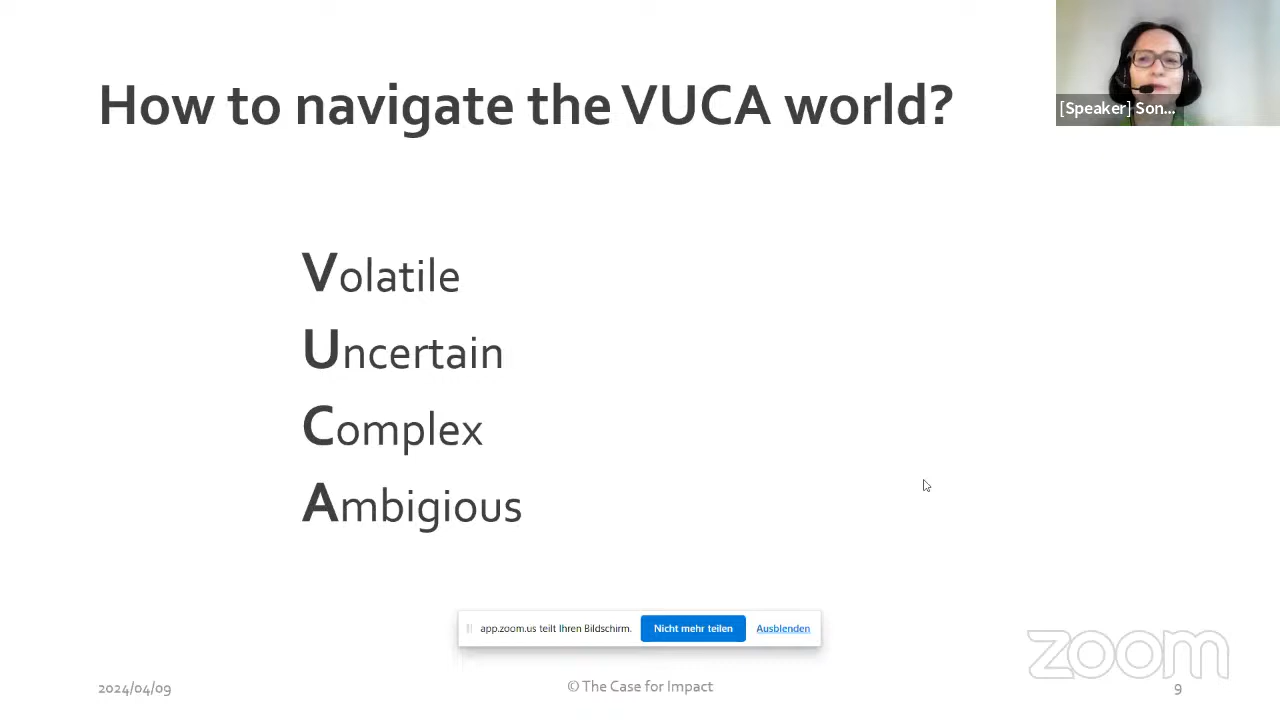 How to navigate the VUCA world?
[Speaker] Son...
Volatile
Uncertain
Complex
Ambigious
app.zoom.us teilt Ihren Bildschirm. Nicht mehr teilen Ausblenden
zoom
2024/04/09 © The Case for Impact 9